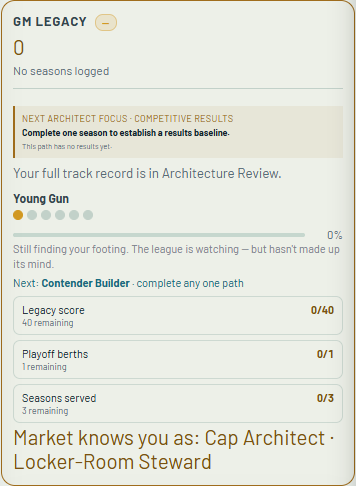 GM LEGACY –
0
No seasons logged
NEXT ARCHITECT FOCUS · COMPETITIVE RESULTS
Complete one season to establish a results baseline.
This path has no results yet.
Your full track record is in Architecture Review.
Young Gun
0%
Still finding your footing. The league is watching — but hasn't made up
its mind.
Next: Contender Builder · complete any one path
Legacy score 0/40
40 remaining
Playoff berths 0/1
1 remaining
Seasons served 0/3
3 remaining
Market knows you as: Cap Architect ·
Locker-Room Steward